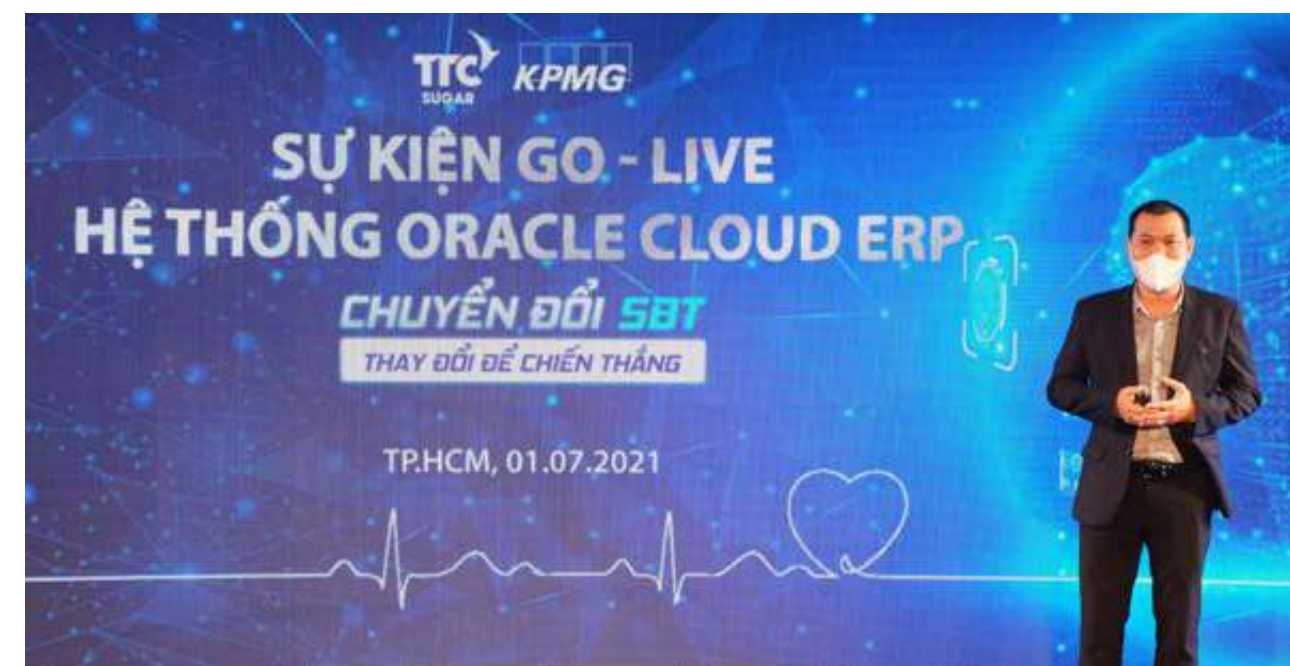 TTC KPMG
SUGAR
SỰ KIỆN GO - LIVE
HỆ THỐNG ORACLE CLOUD ERP
CHUYỂN ĐỔI SBT
THAY ĐỔI ĐỂ CHIẾN THẮNG
TP.HCM, 01.07.2021